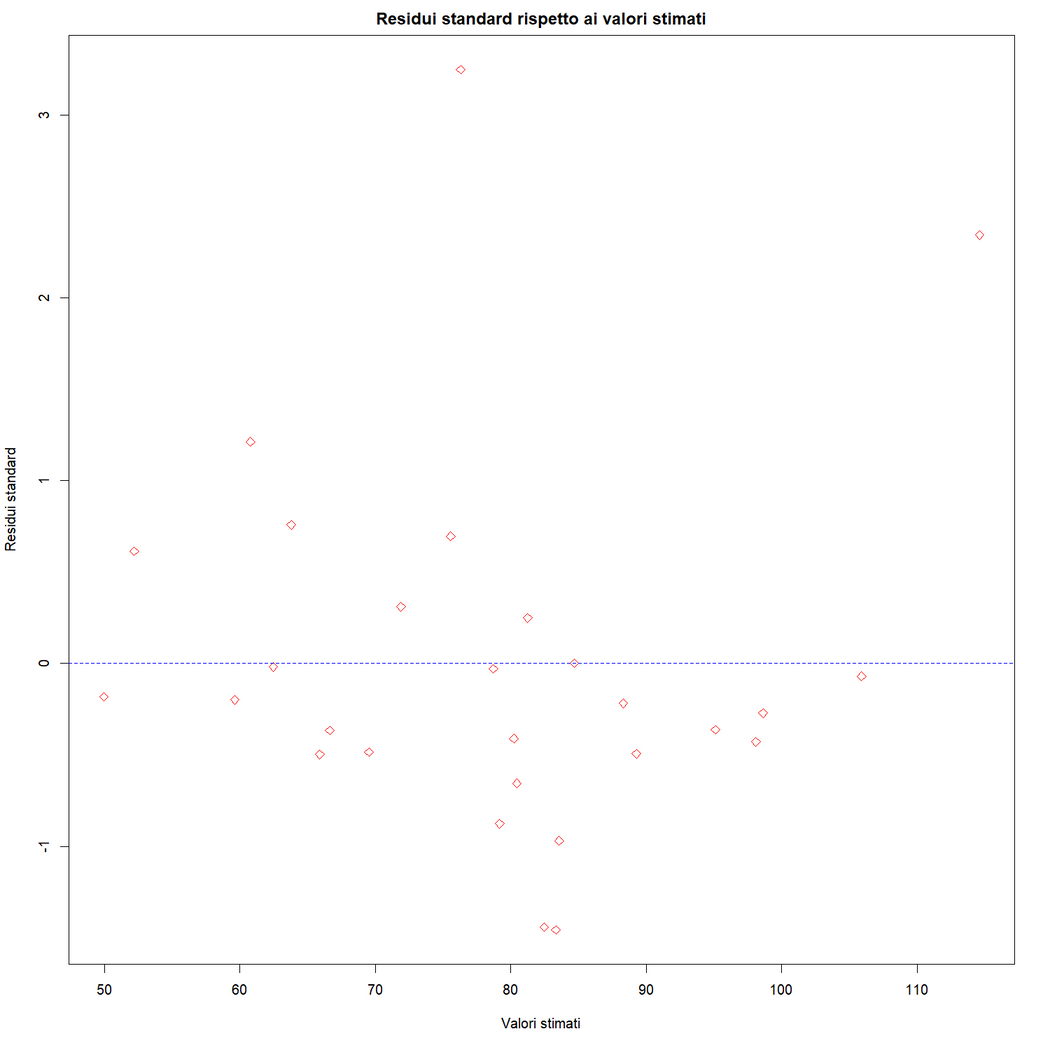 Residui standard rispetto ai valori stimati
Residui standard
3
2
1
0
-1
50 60 70 80 90 100 110
Valori stimati